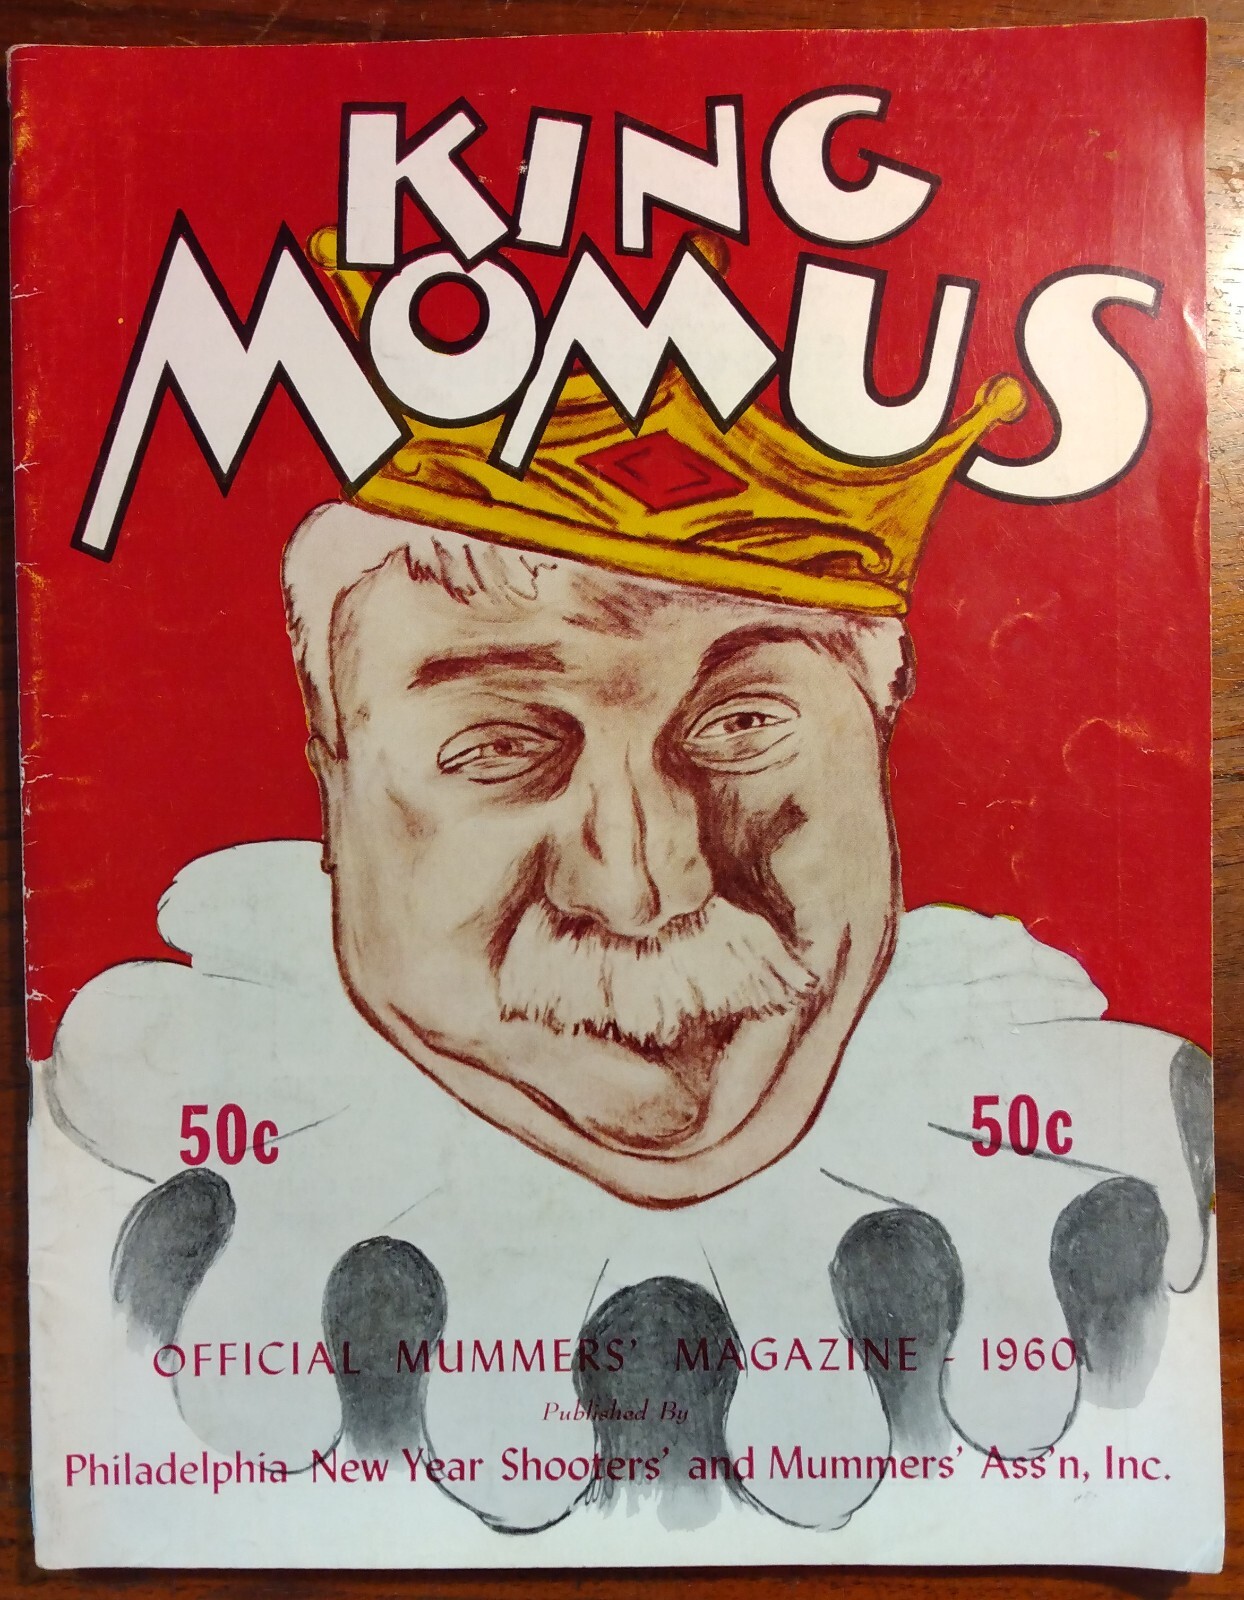 KING
MOMUS
50c 50c
OFFICIAL MUMMERS' MAGAZINE - 1960
Published By
Philadelphia New Year Shooters' and Mummers' Ass'n, Inc.